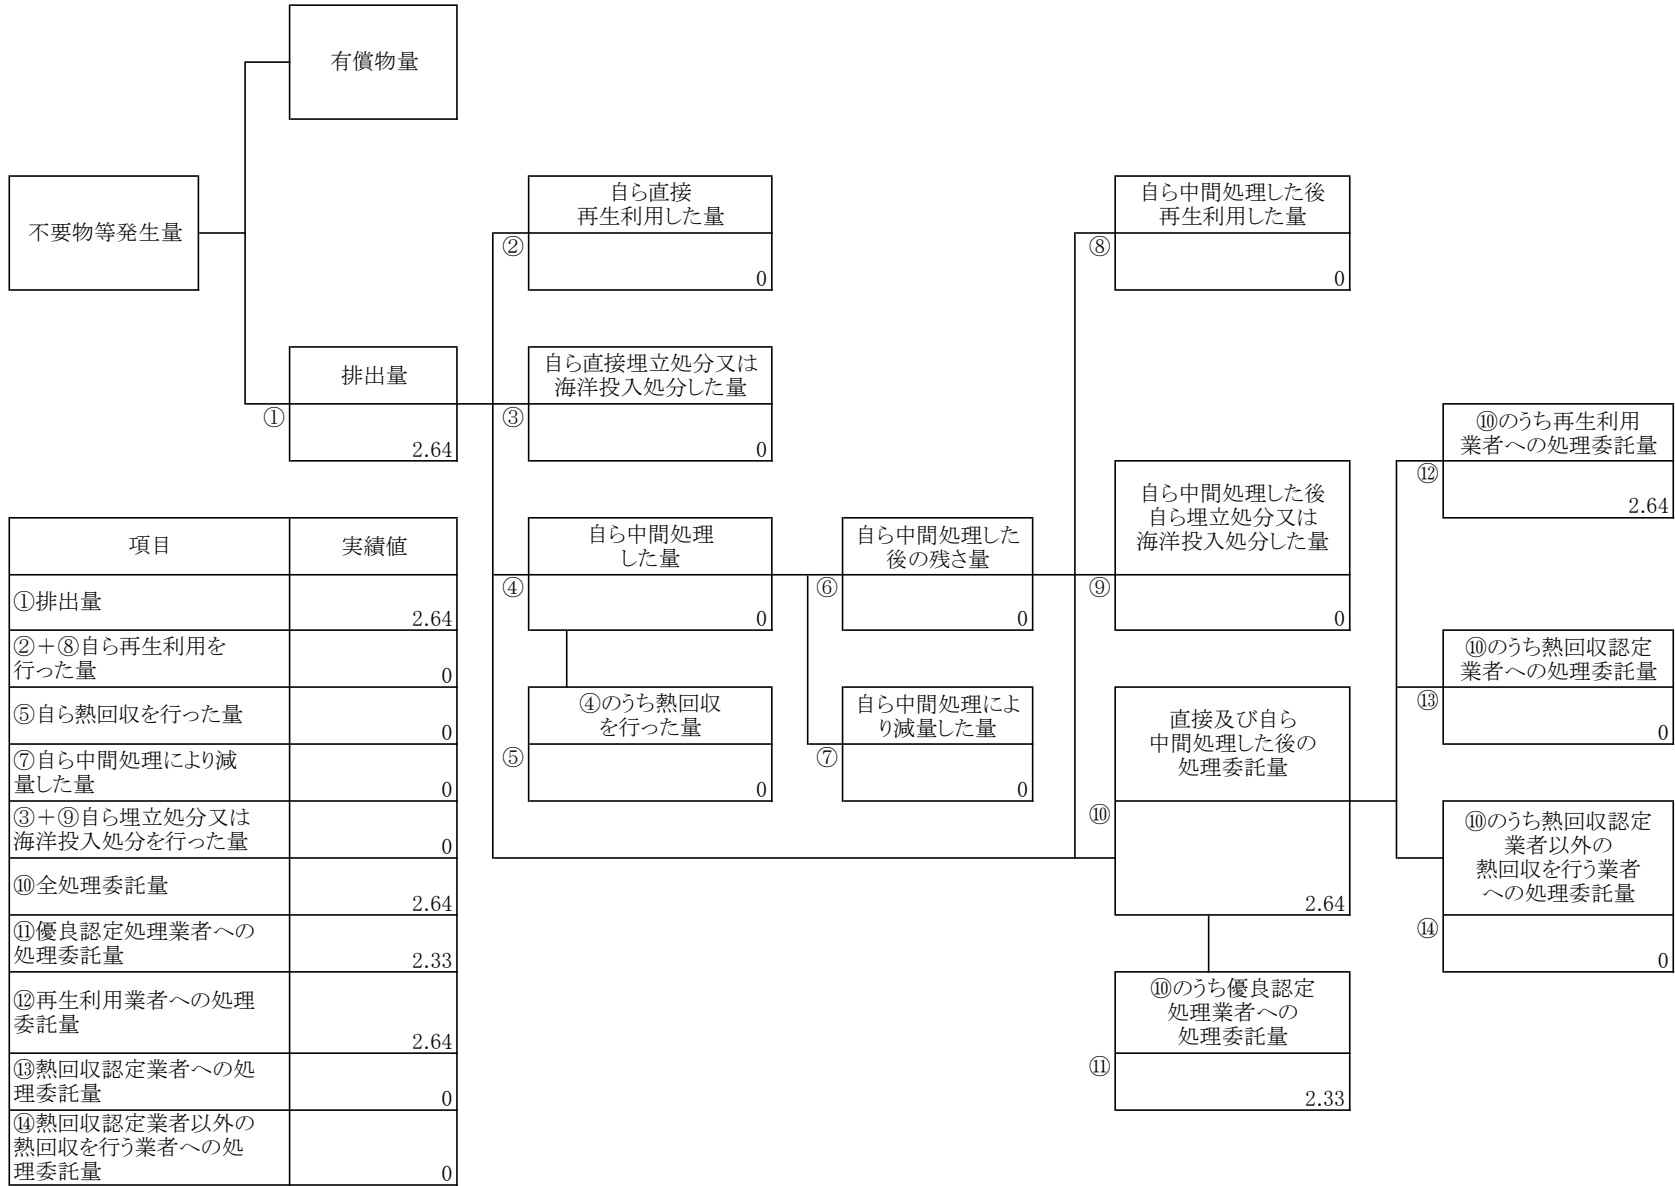 有償物量
不要物等発生量
自ら直接
再生利用した量
②
0
自ら中間処理した後
再生利用した量
⑧
0
排出量
①
2.64
自ら直接埋立処分又は
海洋投入処分した量
③
0
⑩のうち再生利用
業者への処理委託量
⑫
2.64
自ら中間処理
した量
④
0
自ら中間処理した
後の残さ量
⑥
0
自ら中間処理した後
自ら埋立処分又は
海洋投入処分した量
⑨
0
⑩のうち熱回収認定
業者への処理委託量
⑬
0
④のうち熱回収
を行った量
⑤
0
自ら中間処理によ
り減量した量
⑦
0
直接及び自ら
中間処理した後の
処理委託量
⑩
2.64
⑩のうち熱回収認定
業者以外の
熱回収を行う業者
への処理委託量
⑭
0
⑩のうち優良認定
処理業者への
処理委託量
⑪
2.33
項目 実績値
①排出量
2.64
②＋⑧自ら再生利用を
行った量
0
⑤自ら熱回収を行った量
0
⑦自ら中間処理により減
量した量
0
③＋⑨自ら埋立処分又は
海洋投入処分を行った量
0
⑩全処理委託量
2.64
⑪優良認定処理業者への
処理委託量
2.33
⑫再生利用業者への処理
委託量
2.64
⑬熱回収認定業者への処
理委託量
0
⑭熱回収認定業者以外の
熱回収を行う業者への処
理委託量
0